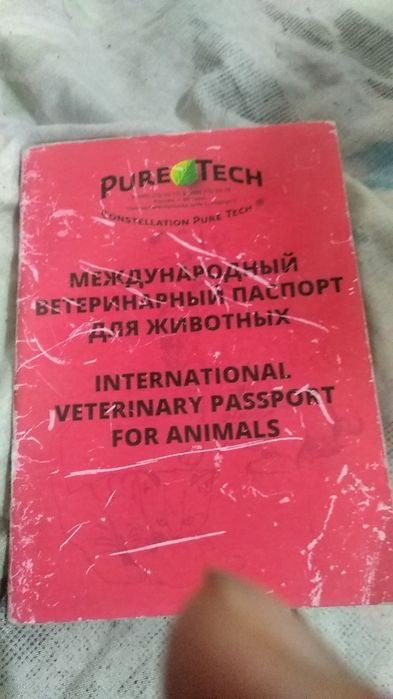 PURE TECH
CONSTELLATION PURE TECH ®
МЕЖДУНАРОДНЫЙ
ВЕТЕРИНАРНЫЙ ПАСПОРТ
ДЛЯ ЖИВОТНЫХ
INTERNATIONAL
VETERINARY PASSPORT
FOR ANIMALS